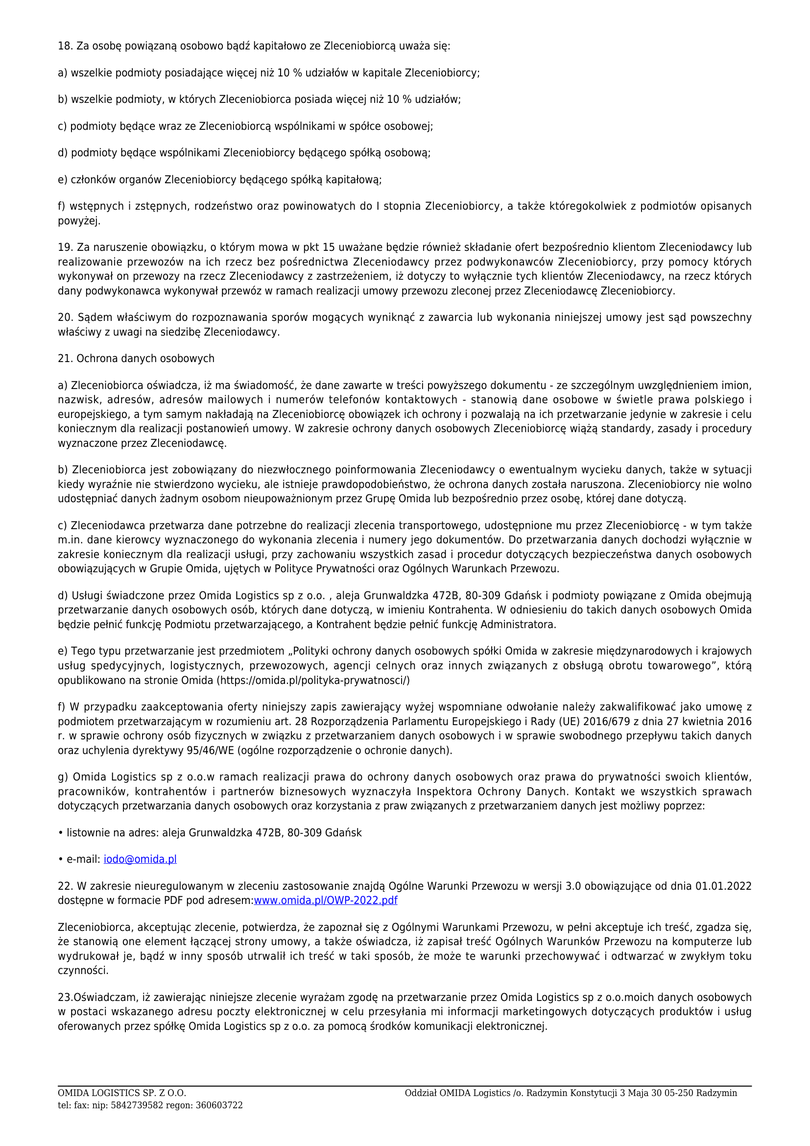 18. Za osobę powiązaną osobowo bądź kapitałowo ze Zleceniobiorcą uważa się:
a) wszelkie podmioty posiadające więcej niż 10 % udziałów w kapitale Zleceniobiorcy;
b) wszelkie podmioty, w których Zleceniobiorca posiada więcej niż 10 % udziałów;
c) podmioty będące wraz ze Zleceniobiorcą wspólnikami w spółce osobowej;
d) podmioty będące wspólnikami Zleceniobiorcy będącego spółką osobową;
e) członków organów Zleceniobiorcy będącego spółką kapitałową;
f) wstępnych i zstępnych, rodzeństwo oraz powinowatych do I stopnia Zleceniobiorcy, a także któregokolwiek z podmiotów opisanych
powyżej.
19. Za naruszenie obowiązku, o którym mowa w pkt 15 uważane będzie również składanie ofert bezpośrednio klientom Zleceniodawcy lub
realizowanie przewozów na ich rzecz bez pośrednictwa Zleceniodawcy przez podwykonawców Zleceniobiorcy, przy pomocy których
wykonywał on przewozy na rzecz Zleceniodawcy z zastrzeżeniem, iż dotyczy to wyłącznie tych klientów Zleceniodawcy, na rzecz których
dany podwykonawca wykonywał przewóz w ramach realizacji umowy przewozu zleconej przez Zleceniodawcę Zleceniobiorcy.
20. Sądem właściwym do rozpoznawania sporów mogących wyniknąć z zawarcia lub wykonania niniejszej umowy jest sąd powszechny
właściwy z uwagi na siedzibę Zleceniodawcy.
21. Ochrona danych osobowych
a) Zleceniobiorca oświadcza, iż ma świadomość, że dane zawarte w treści powyższego dokumentu - ze szczególnym uwzględnieniem imion,
nazwisk, adresów, adresów mailowych i numerów telefonów kontaktowych - stanowią dane osobowe w świetle prawa polskiego i
europejskiego, a tym samym nakładają na Zleceniobiorcę obowiązek ich ochrony i pozwalają na ich przetwarzanie jedynie w zakresie i celu
koniecznym dla realizacji postanowień umowy. W zakresie ochrony danych osobowych Zleceniobiorcę wiążą standardy, zasady i procedury
wyznaczone przez Zleceniodawcę.
b) Zleceniobiorca jest zobowiązany do niezwłocznego poinformowania Zleceniodawcy o ewentualnym wycieku danych, także w sytuacji
kiedy wyraźnie nie stwierdzono wycieku, ale istnieje prawdopodobieństwo, że ochrona danych została naruszona. Zleceniobiorcy nie wolno
udostępniać danych żadnym osobom nieupoważnionym przez Grupę Omida lub bezpośrednio przez osobę, której dane dotyczą.
c) Zleceniodawca przetwarza dane potrzebne do realizacji zlecenia transportowego, udostępnione mu przez Zleceniobiorcę - w tym także
m.in. dane kierowcy wyznaczonego do wykonania zlecenia i numery jego dokumentów. Do przetwarzania danych dochodzi wyłącznie w
zakresie koniecznym dla realizacji usługi, przy zachowaniu wszystkich zasad i procedur dotyczących bezpieczeństwa danych osobowych
obowiązujących w Grupie Omida, ujętych w Polityce Prywatności oraz Ogólnych Warunkach Przewozu.
d) Usługi świadczone przez Omida Logistics sp z o.o. , aleja Grunwaldzka 472B, 80-309 Gdańsk i podmioty powiązane z Omida obejmują
przetwarzanie danych osobowych osób, których dane dotyczą, w imieniu Kontrahenta. W odniesieniu do takich danych osobowych Omida
będzie pełnić funkcję Podmiotu przetwarzającego, a Kontrahent będzie pełnić funkcję Administratora.
e) Tego typu przetwarzanie jest przedmiotem „Polityki ochrony danych osobowych spółki Omida w zakresie międzynarodowych i krajowych
usług spedycyjnych, logistycznych, przewozowych, agencji celnych oraz innych związanych z obsługą obrotu towarowego”, którą
opublikowano na stronie Omida (https://omida.pl/polityka-prywatnosci/)
f) W przypadku zaakceptowania oferty niniejszy zapis zawierający wyżej wspomniane odwołanie należy zakwalifikować jako umowę z
podmiotem przetwarzającym w rozumieniu art. 28 Rozporządzenia Parlamentu Europejskiego i Rady (UE) 2016/679 z dnia 27 kwietnia 2016
r. w sprawie ochrony osób fizycznych w związku z przetwarzaniem danych osobowych i w sprawie swobodnego przepływu takich danych
oraz uchylenia dyrektywy 95/46/WE (ogólne rozporządzenie o ochronie danych).
g) Omida Logistics sp z o.o.w ramach realizacji prawa do ochrony danych osobowych oraz prawa do prywatności swoich klientów,
pracowników, kontrahentów i partnerów biznesowych wyznaczyła Inspektora Ochrony Danych. Kontakt we wszystkich sprawach
dotyczących przetwarzania danych osobowych oraz korzystania z praw związanych z przetwarzaniem danych jest możliwy poprzez:
• listownie na adres: aleja Grunwaldzka 472B, 80-309 Gdańsk
• e-mail: iodo@omida.pl
22. W zakresie nieuregulowanym w zleceniu zastosowanie znajdą Ogólne Warunki Przewozu w wersji 3.0 obowiązujące od dnia 01.01.2022
dostępne w formacie PDF pod adresem:www.omida.pl/OWP-2022.pdf
Zleceniobiorca, akceptując zlecenie, potwierdza, że zapoznał się z Ogólnymi Warunkami Przewozu, w pełni akceptuje ich treść, zgadza się,
że stanowią one element łączącej strony umowy, a także oświadcza, iż zapisał treść Ogólnych Warunków Przewozu na komputerze lub
wydrukował je, bądź w inny sposób utrwalił ich treść w taki sposób, że może te warunki przechowywać i odtwarzać w zwykłym toku
czynności.
23.Oświadczam, iż zawierając niniejsze zlecenie wyrażam zgodę na przetwarzanie przez Omida Logistics sp z o.o.moich danych osobowych
w postaci wskazanego adresu poczty elektronicznej w celu przesyłania mi informacji marketingowych dotyczących produktów i usług
oferowanych przez spółkę Omida Logistics sp z o.o. za pomocą środków komunikacji elektronicznej.
OMIDA LOGISTICS SP. Z O.O.
tel: fax: nip: 5842739582 regon: 360603722
Oddział OMIDA Logistics /o. Radzymin Konstytucji 3 Maja 30 05-250 Radzymin